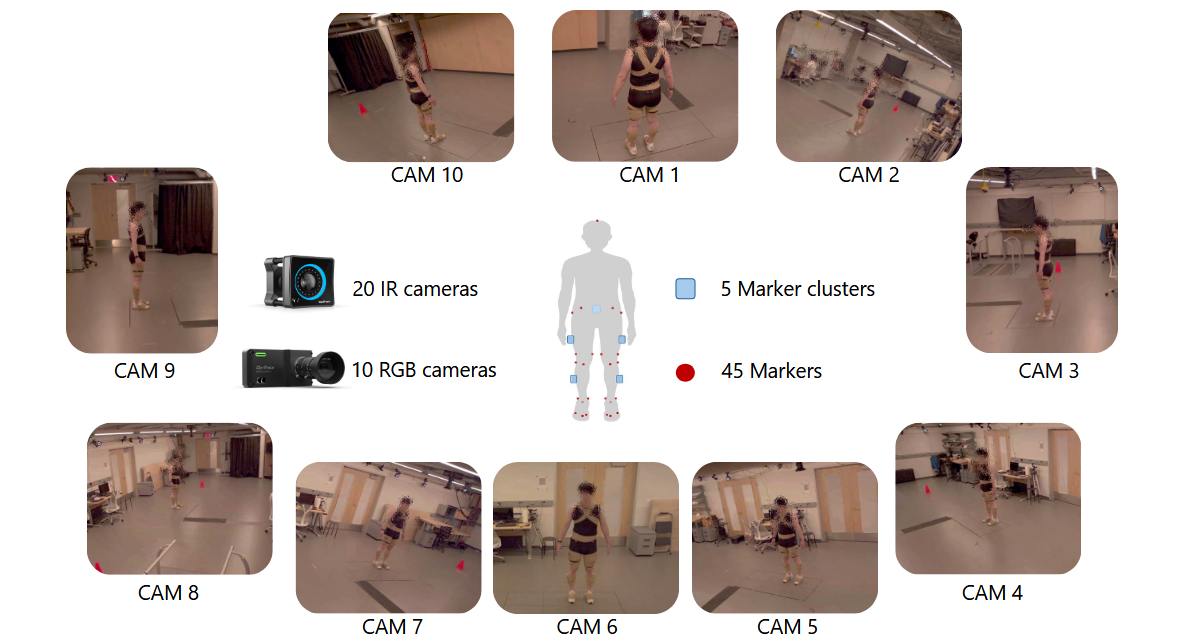 CAM 10
CAM 1
CAM 2
CAM 9
20 IR cameras
5 Marker clusters
10 RGB cameras
45 Markers
CAM 3
CAM 8
CAM 7
CAM 6
CAM 5
CAM 4